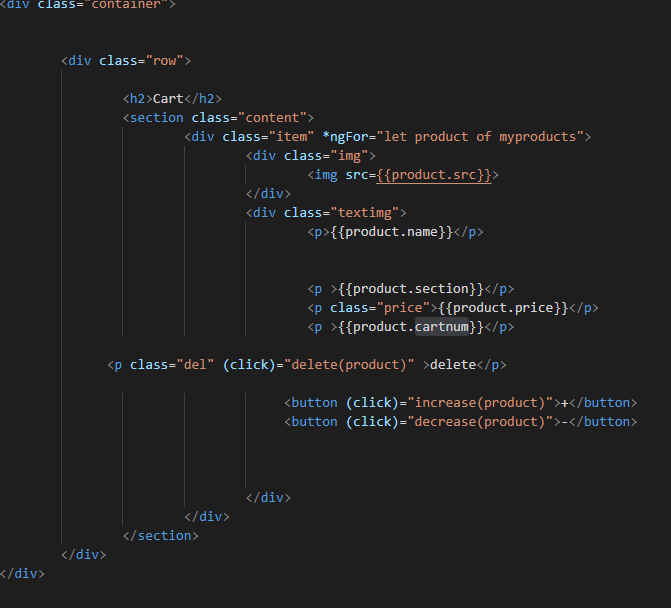 <div class="container">
<div class="row">
<h2>Cart</h2>
<section class="content">
<div class="item" *ngFor="let product of myproducts">
<div class="img">
<img src={{product.src}}>
</div>
<div class="textimg">
<p>{{product.name}}</p>
<p >{{product.section}}</p>
<p class="price">{{product.price}}</p>
<p >{{product.cartnum}}</p>
<p class="del" (click)="delete(product)" >delete</p>
<button (click)="increase(product)">+</button>
<button (click)="decrease(product)">-</button>
</div>
</div>
</section>
</div>
</div>